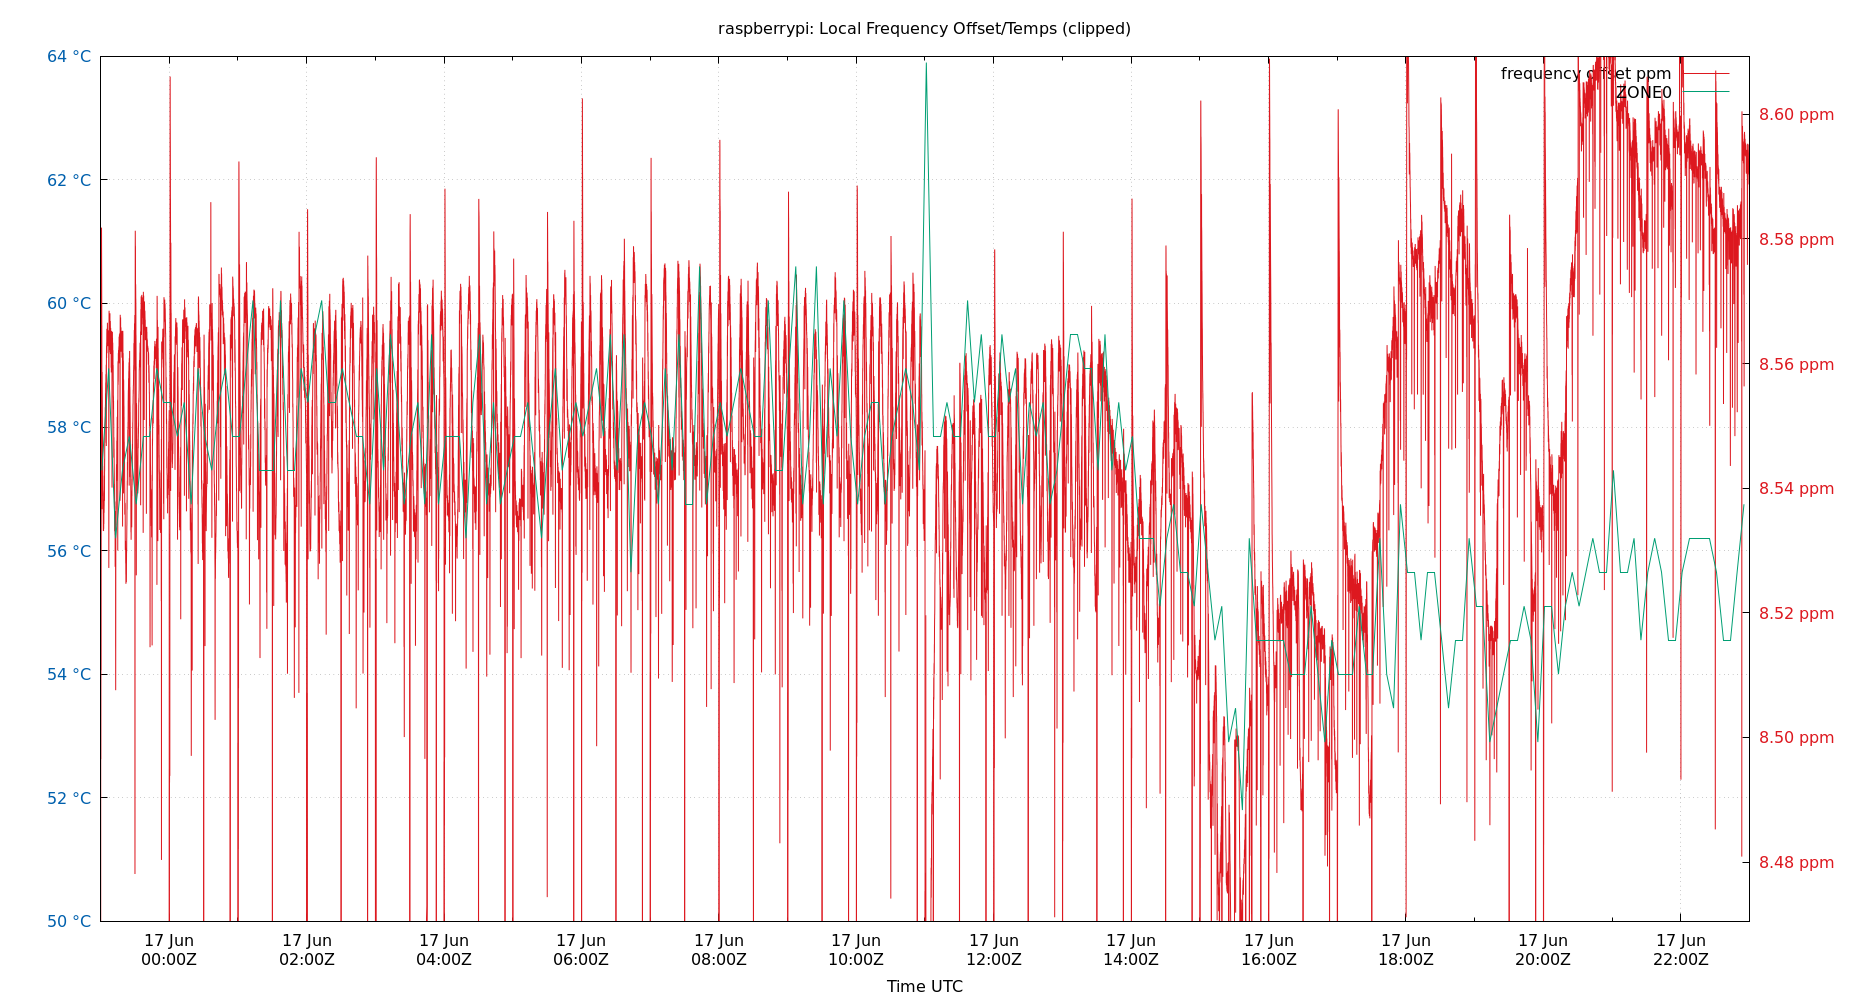 raspberrypi: Local Frequency Offset/Temps (clipped)
64 °C
62 °C
60 °C
58 °C
56 °C
54 °C
52 °C
50 °C
frequency offset ppm
ZONE0
8.60 ppm
8.58 ppm
8.56 ppm
8.54 ppm
8.52 ppm
8.50 ppm
8.48 ppm
17 Jun 17 Jun 17 Jun 17 Jun 17 Jun 17 Jun 17 Jun 17 Jun 17 Jun 17 Jun 17 Jun 17 Jun
00:00Z 02:00Z 04:00Z 06:00Z 08:00Z 10:00Z 12:00Z 14:00Z 16:00Z 18:00Z 20:00Z 22:00Z
Time UTC